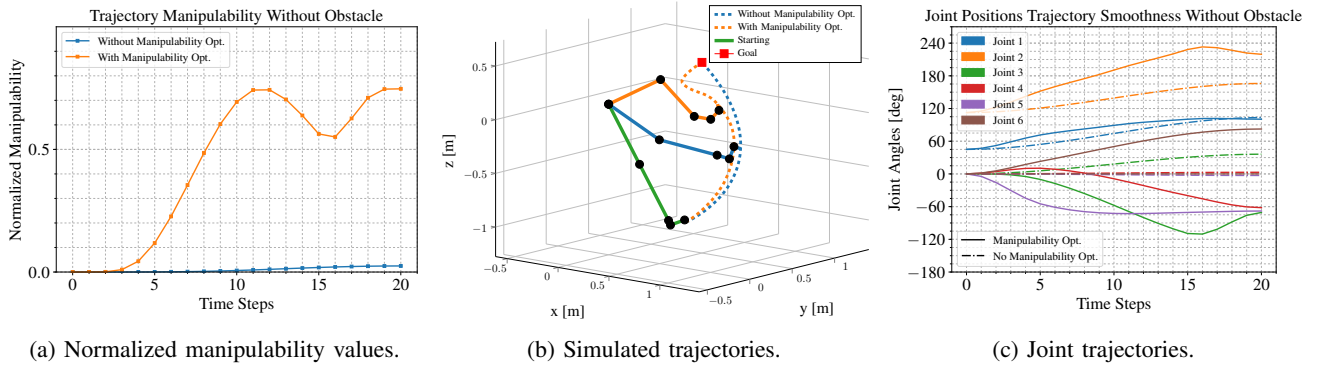 Trajectory Manipulability Without Obstacle
Without Manipulability Opt.
With Manipulability Opt.
Normalized Manipulability
0.5
0.0
0 5 10 15 20
Time Steps
(a) Normalized manipulability values.
Without Manipulability Opt.
With Manipulability Opt.
Starting
Goal
z [m]
0.5
0
−0.5
−1
−0.5 0 0.5 1
x [m]
−0.5 0 0.5 1
y [m]
(b) Simulated trajectories.
Joint Positions Trajectory Smoothness Without Obstacle
Joint 1
Joint 2
Joint 3
Joint 4
Joint 5
Joint 6
Joint Angles [deg]
240
180
120
60
0
−60
−120
−180
Manipulability Opt.
No Manipulability Opt.
0 5 10 15 20
Time Steps
(c) Joint trajectories.